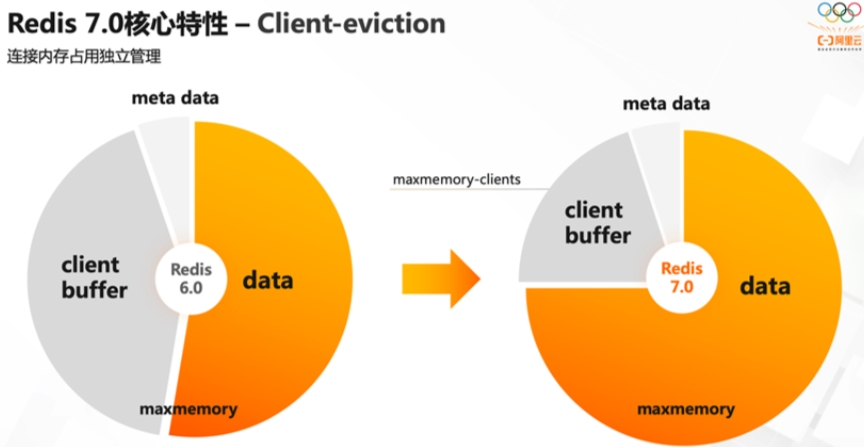 Redis 7.0核心特性 – Client-eviction
连接内存占用独立管理
阿里云
meta data
client
buffer
Redis
6.0
data
maxmemory
maxmemory-clients
meta data
client
buffer
Redis
7.0
data
maxmemory